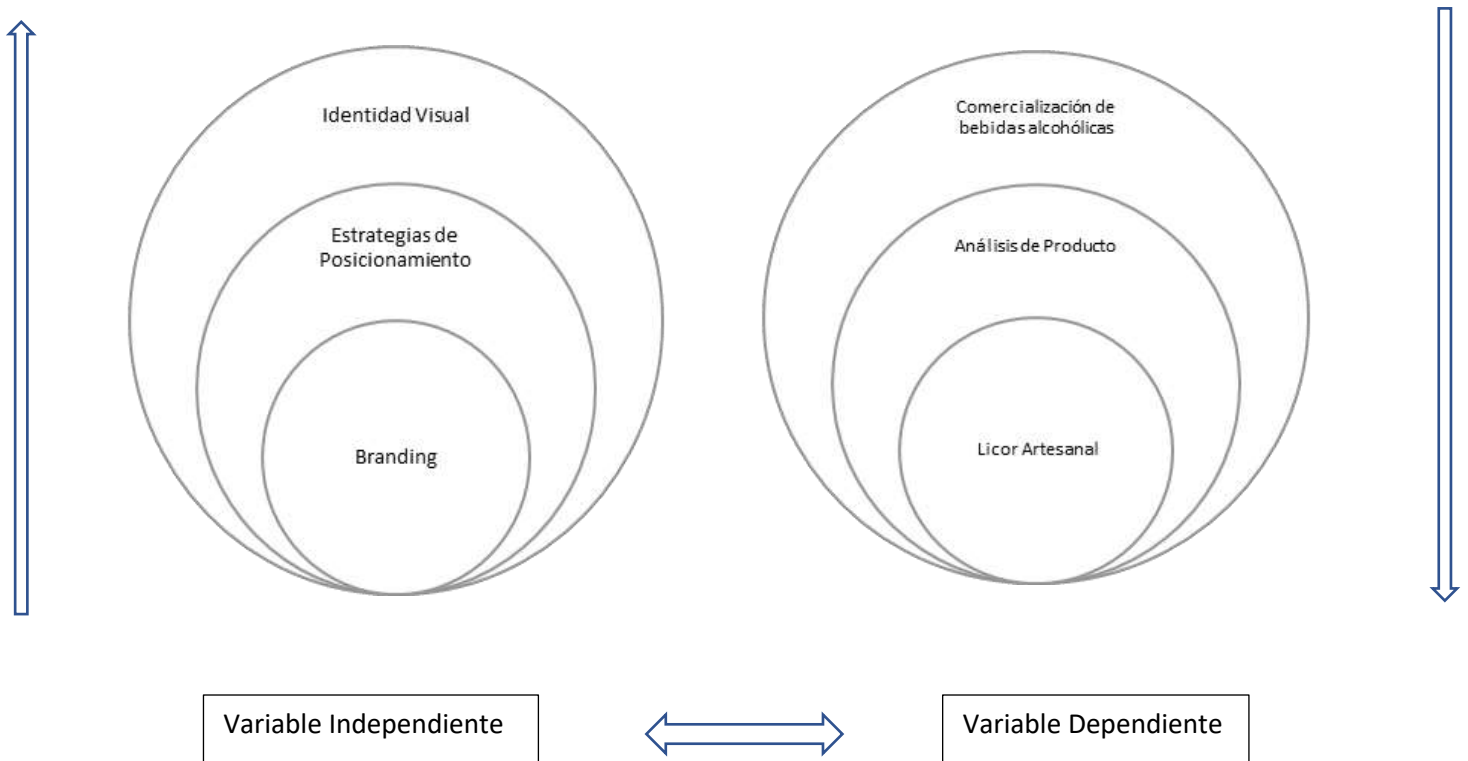 Identidad Visual
Estrategias de
Posicionamiento
Branding
Comercialización de
bebidas alcohólicas
Análisis de Producto
Licor Artesanal
Variable Independiente
Variable Dependiente